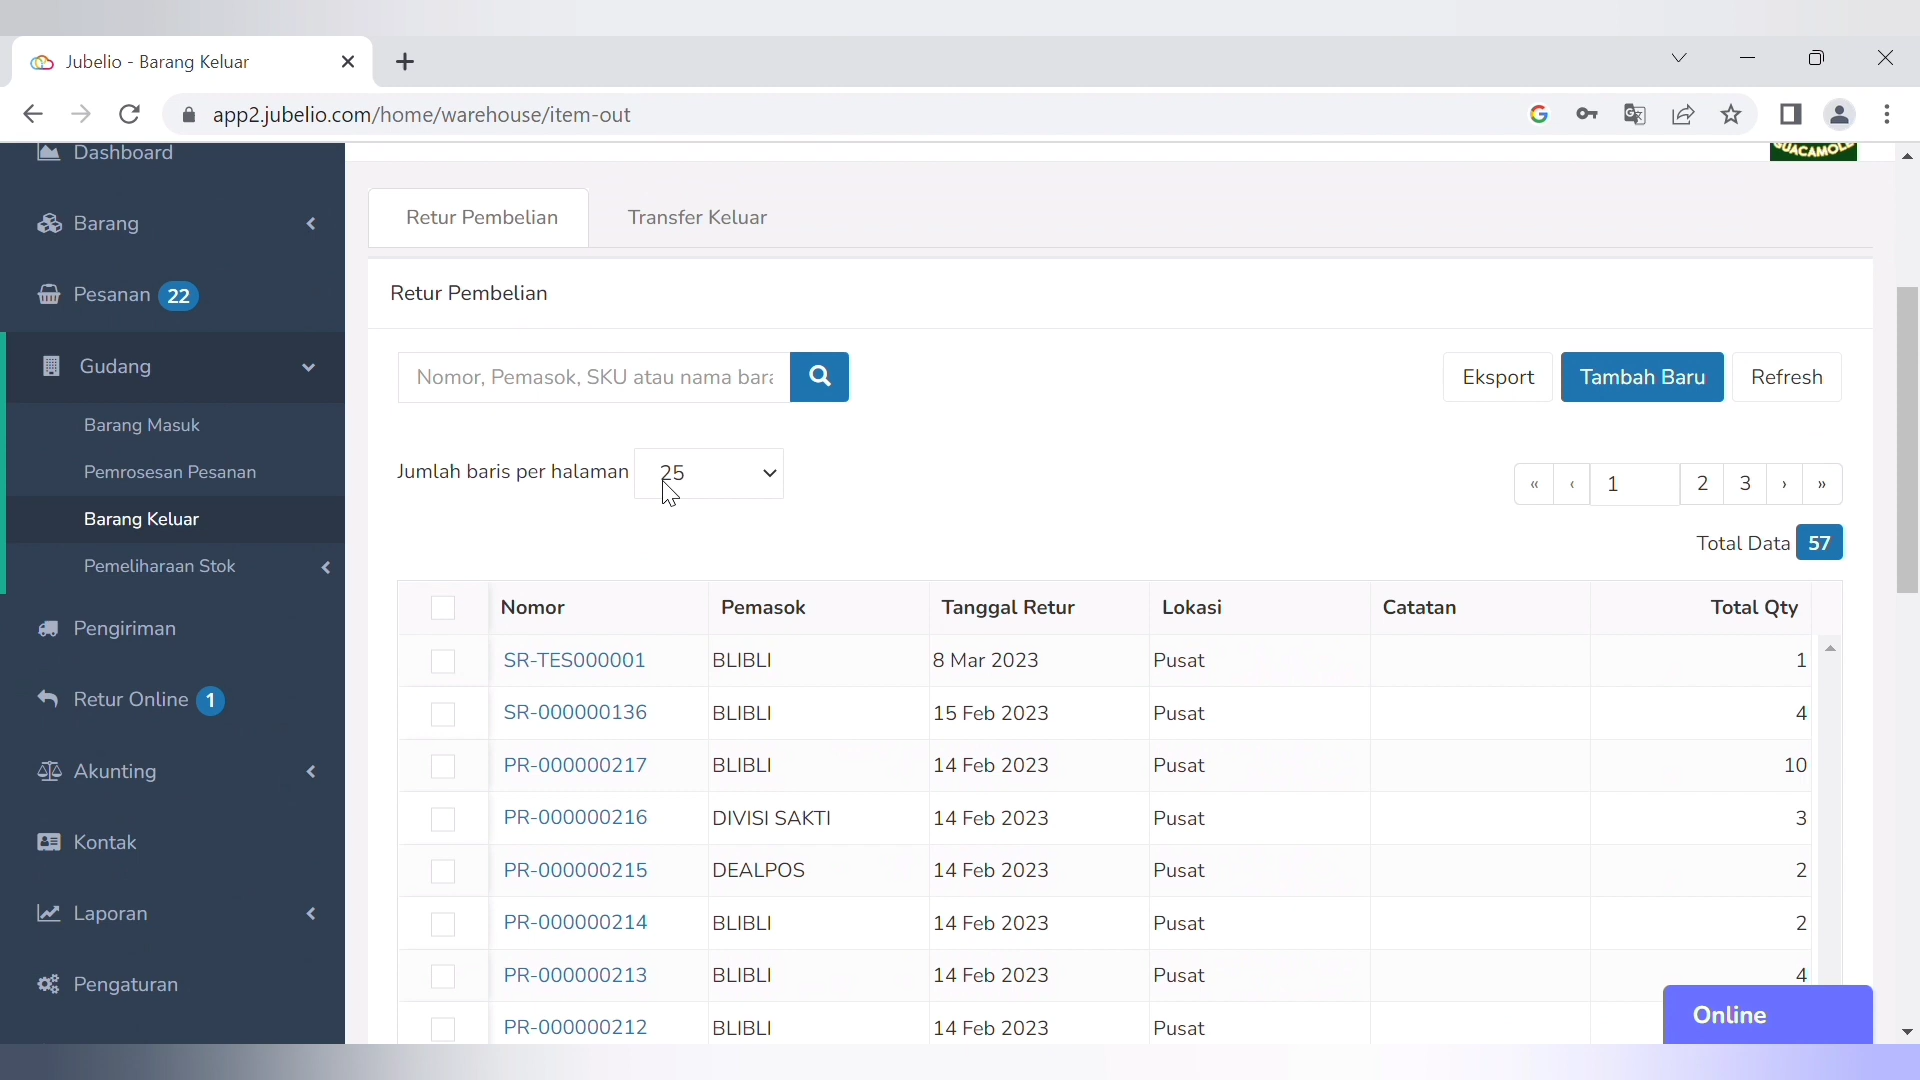 Jubelio - Barang Keluar
app2.jubelio.com/home/warehouse/item-out
Dashboard
GUACAMOLE
Barang
Pesanan 22
Gudang
Barang Masuk
Pemrosesan Pesanan
Barang Keluar
Pemeliharaan Stok
Pengiriman
Retur Online 1
Akunting
Kontak
Laporan
Pengaturan
Retur Pembelian Transfer Keluar
Retur Pembelian
Nomor, Pemasok, SKU atau nama bara
Eksport Tambah Baru Refresh
Jumlah baris per halaman 25
« ‹ 1 2 3 › »
Total Data 57
Nomor Pemasok Tanggal Retur Lokasi Catatan Total Qty
SR-TES000001 BLIBLI 8 Mar 2023 Pusat 1
SR-000000136 BLIBLI 15 Feb 2023 Pusat 4
PR-000000217 BLIBLI 14 Feb 2023 Pusat 10
PR-000000216 DIVISI SAKTI 14 Feb 2023 Pusat 3
PR-000000215 DEALPOS 14 Feb 2023 Pusat 2
PR-000000214 BLIBLI 14 Feb 2023 Pusat 2
PR-000000213 BLIBLI 14 Feb 2023 Pusat 4
PR-000000212 BLIBLI 14 Feb 2023 Pusat
Online